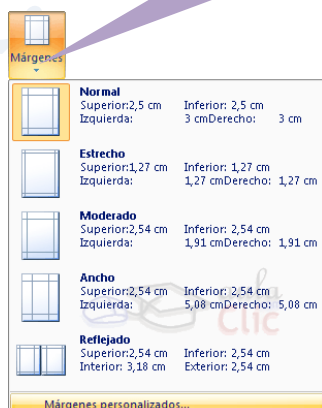 Márgenes
Normal
Superior:2,5 cm Inferior: 2,5 cm
Izquierda: 3 cmDerecho: 3 cm
Estrecho
Superior:1,27 cm Inferior: 1,27 cm
Izquierda: 1,27 cmDerecho: 1,27 cm
Moderado
Superior:2,54 cm Inferior: 2,54 cm
Izquierda: 1,91 cmDerecho: 1,91 cm
Ancho
Superior:2,54 cm Inferior: 2,54 cm
Izquierda: 5,08 cmDerecho: 5,08 cm
Reflejado
Superior:2,54 cm Inferior: 2,54 cm
Interior: 3,18 cm Exterior: 2,54 cm
Márgenes personalizados...
Clic